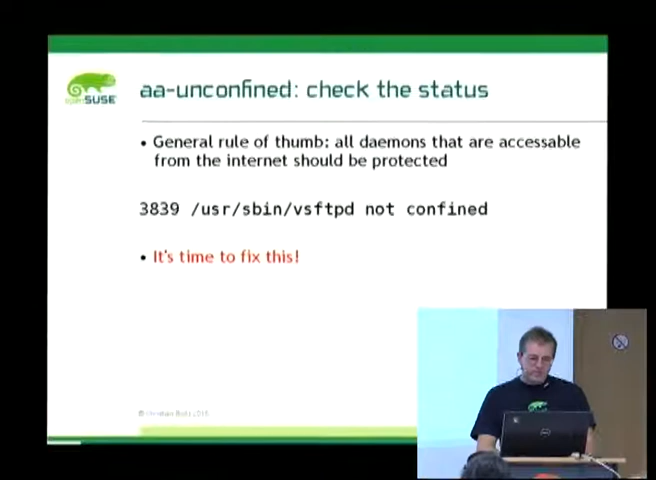 aa-unconfined: check the status
openSUSE
• General rule of thumb: all daemons that are accessable
from the internet should be protected
3839 /usr/sbin/vsftpd not confined
• It's time to fix this!
DELL